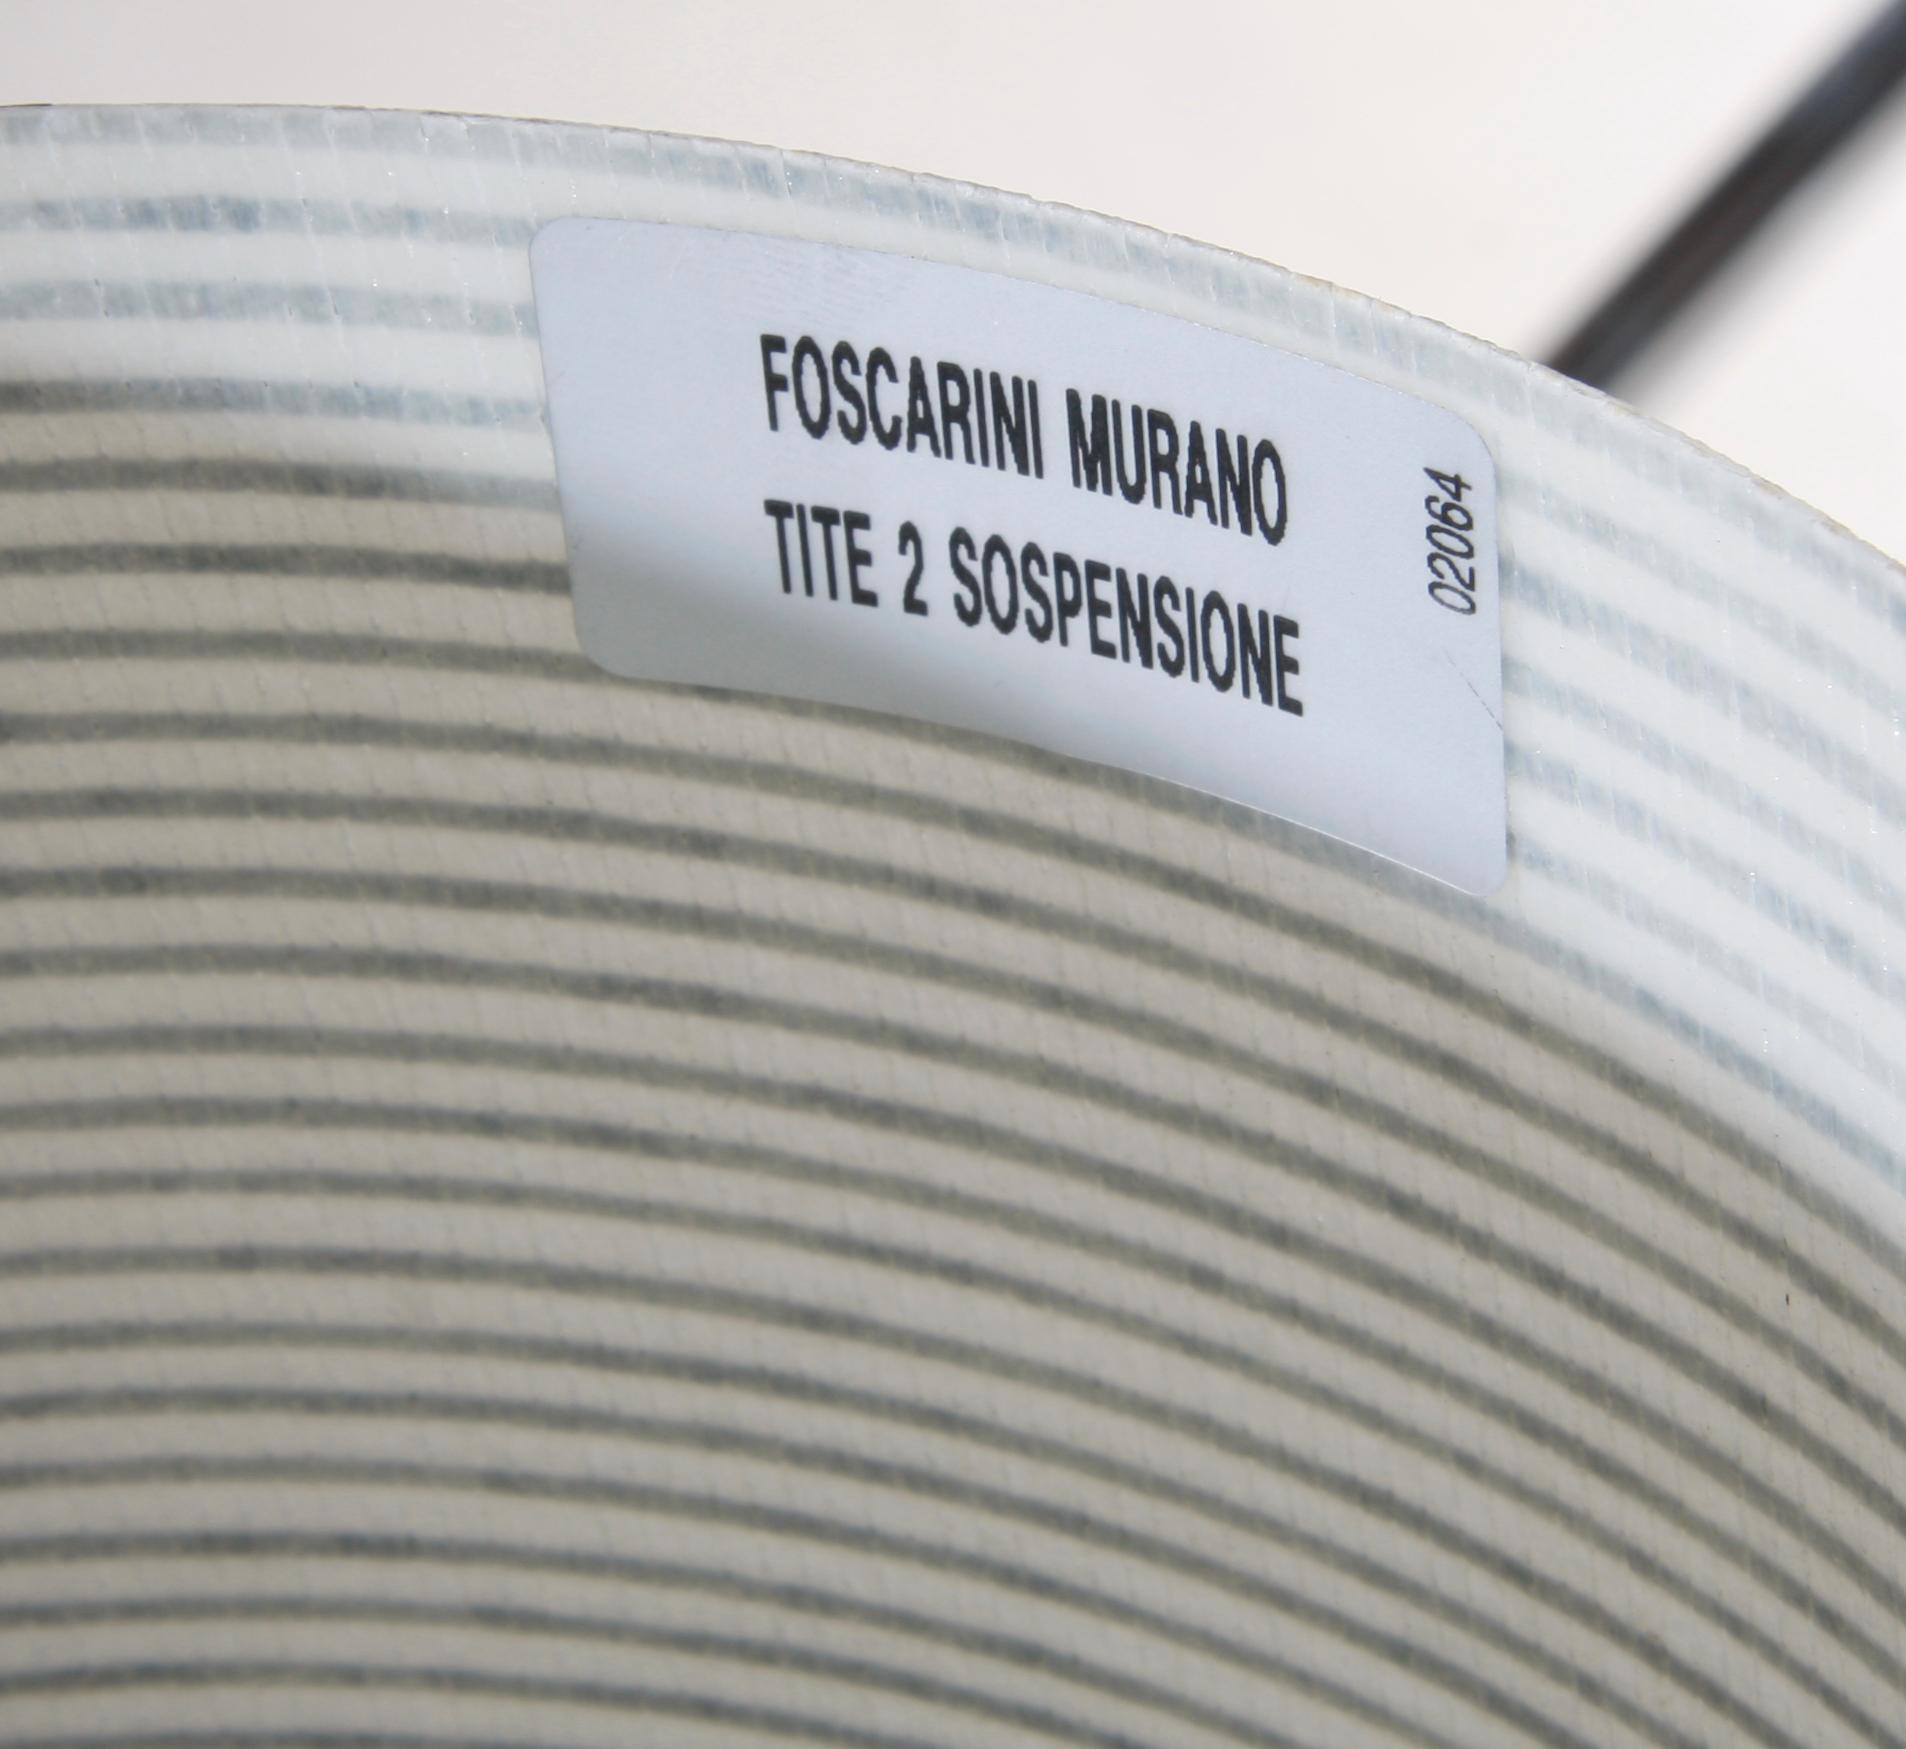 FOSCARINI MURANO
TITE 2 SOSPENSIONE
02064